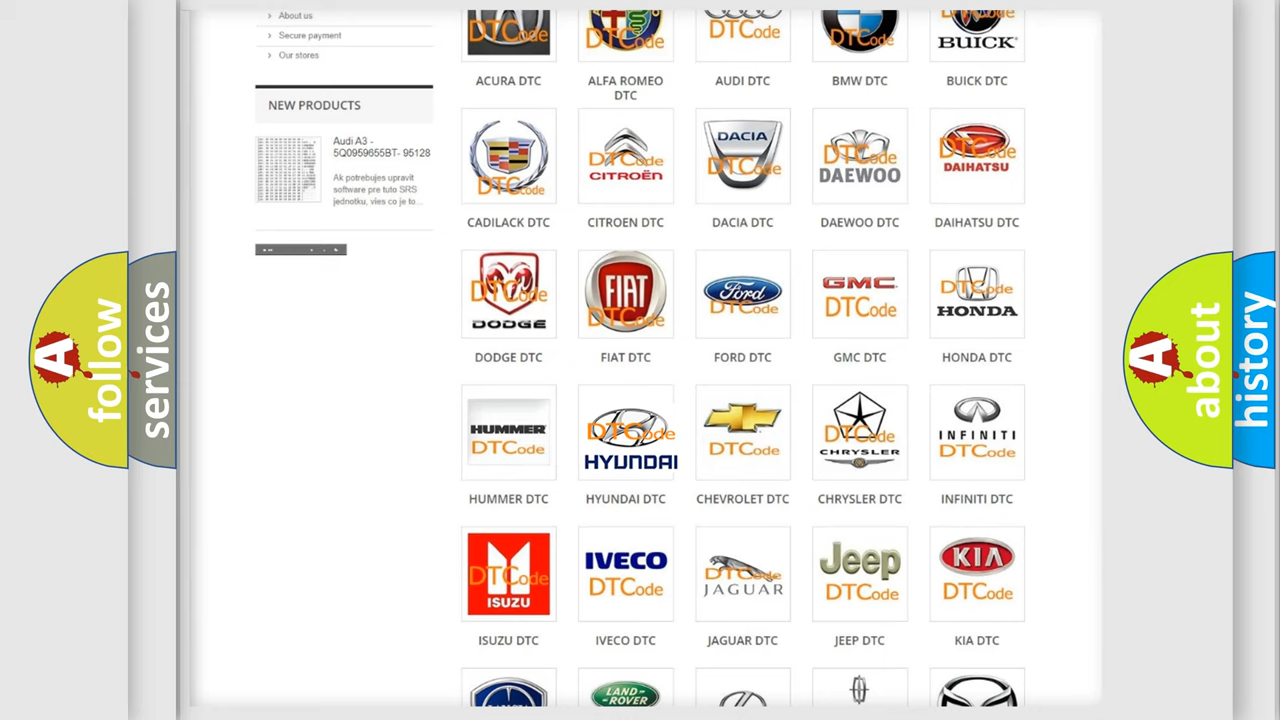 About us
Secure payment
Our stores
NEW PRODUCTS
Audi A3 -
5Q0959655BT- 95128
Ak potrebujes upravit
software pre tuto SRS
jednotku, vies co je to...
DTCode
DTCode
DTCode
DTCode
BUICK
ACURA DTC
ALFA ROMEO
DTC
AUDI DTC
BMW DTC
BUICK DTC
DTCode
DTCode
CITROËN
DACIA
DTCode
DTCode
DAEWOO
DTCode
DAIHATSU
CADILACK DTC
CITROEN DTC
DACIA DTC
DAEWOO DTC
DAIHATSU DTC
DTCode
DODGE
FIAT
DTCode
Ford
DTCode
GMC
DTCode
DTCode
HONDA
DODGE DTC
FIAT DTC
FORD DTC
GMC DTC
HONDA DTC
HUMMER
DTCode
DTCode
HYUNDAI
DTCode
DTCode
CHRYSLER
INFINITI
DTCode
HUMMER DTC
HYUNDAI DTC
CHEVROLET DTC
CHRYSLER DTC
INFINITI DTC
DTCode
ISUZU
IVECO
DTCode
DTCode
JAGUAR
Jeep
DTCode
KIA
DTCode
ISUZU DTC
IVECO DTC
JAGUAR DTC
JEEP DTC
KIA DTC
LAND-
ROVER
A
follow
services
A
about
history